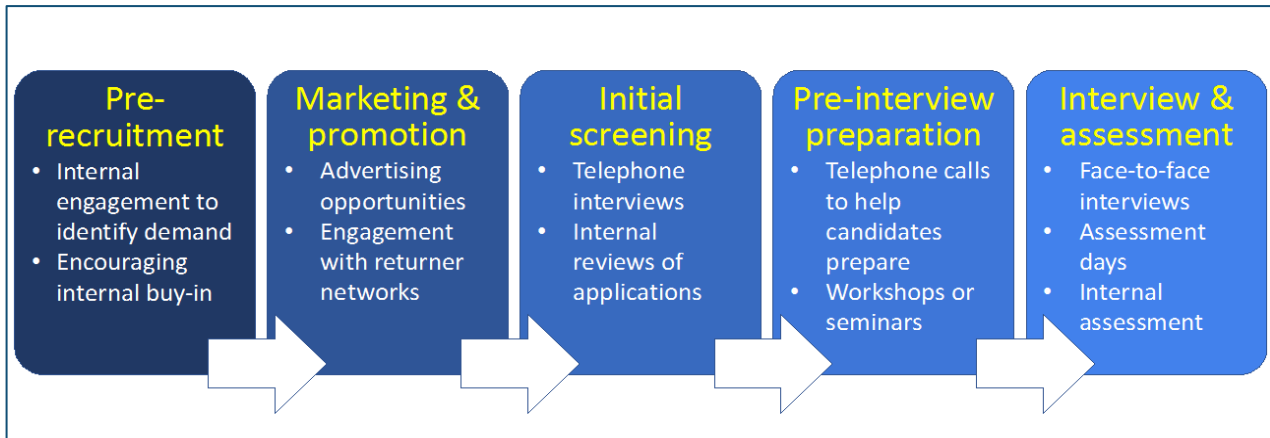 Pre-
recruitment
• Internal
engagement to
identify demand
• Encouraging
internal buy-in
Marketing &
promotion
• Advertising
opportunities
• Engagement
with returner
networks
Initial
screening
• Telephone
interviews
• Internal
reviews of
applications
Pre-interview
preparation
• Telephone calls
to help
candidates
prepare
• Workshops or
seminars
Interview &
assessment
• Face-to-face
interviews
• Assessment
days
• Internal
assessment